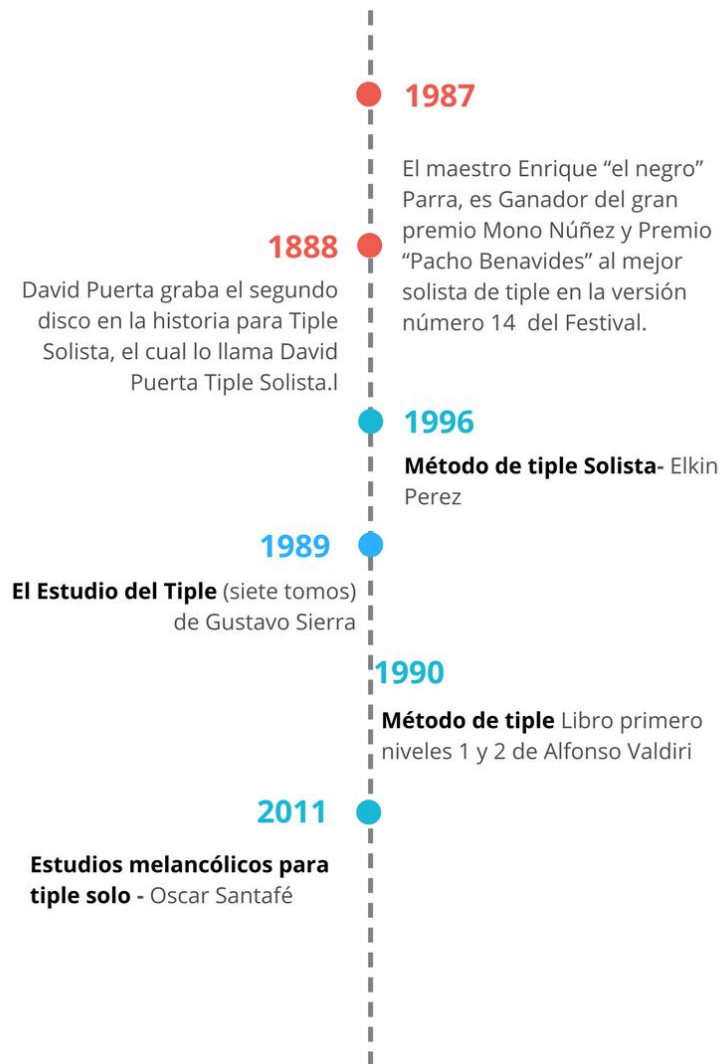 1987
El maestro Enrique “el negro”
Parra, es Ganador del gran
premio Mono Núñez y Premio
“Pacho Benavides” al mejor
solista de tiple en la versión
número 14 del Festival.
1888
David Puerta graba el segundo
disco en la historia para Tiple
Solista, el cual lo llama David
Puerta Tiple Solista.l
1996
Método de tiple Solista- Elkin
Perez
1989
El Estudio del Tiple (siete tomos)
de Gustavo Sierra
1990
Método de tiple Libro primero
niveles 1 y 2 de Alfonso Valdiri
2011
Estudios melancólicos para
tiple solo - Oscar Santafé